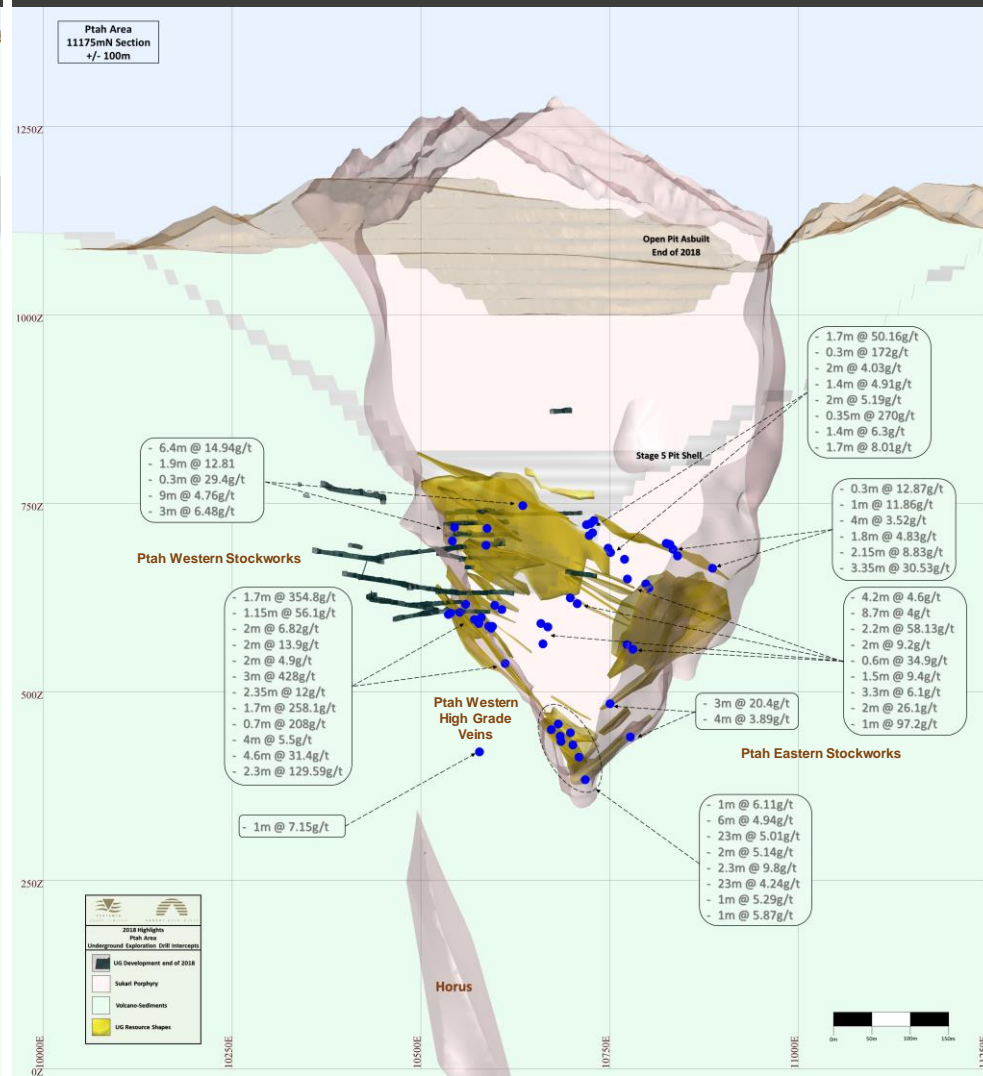 Ptah Area
11175mN Section
+/- 100m
1250Z
1000Z
750Z
500Z
250Z
0Z
Open Pit Asbuilt
End of 2018
Stage 5 Pit Shell
- 1.7m @ 50.16g/t
- 0.3m @ 172g/t
- 2m @ 4.03g/t
- 1.4m @ 4.91g/t
- 2m @ 5.19g/t
- 0.35m @ 270g/t
- 1.4m @ 6.3g/t
- 1.7m @ 8.01g/t
- 6.4m @ 14.94g/t
- 1.9m @ 12.81
- 0.3m @ 29.4g/t
- 9m @ 4.76g/t
- 3m @ 6.48g/t
- 0.3m @ 12.87g/t
- 1m @ 11.86g/t
- 4m @ 3.52g/t
- 1.8m @ 4.83g/t
- 2.15m @ 8.83g/t
- 3.35m @ 30.53g/t
Ptah Western Stockworks
- 1.7m @ 354.8g/t
- 1.15m @ 56.1g/t
- 2m @ 6.82g/t
- 2m @ 13.9g/t
- 2m @ 4.9g/t
- 3m @ 428g/t
- 2.35m @ 12g/t
- 1.7m @ 258.1g/t
- 0.7m @ 208g/t
- 4m @ 5.5g/t
- 4.6m @ 31.4g/t
- 2.3m @ 129.59g/t
- 4.2m @ 4.6g/t
- 8.7m @ 4g/t
- 2.2m @ 58.13g/t
- 2m @ 9.2g/t
- 0.6m @ 34.9g/t
- 1.5m @ 9.4g/t
- 3.3m @ 6.1g/t
- 2m @ 26.1g/t
- 1m @ 97.2g/t
Ptah Western
High Grade
Veins
- 3m @ 20.4g/t
- 4m @ 3.89g/t
Ptah Eastern Stockworks
- 1m @ 7.15g/t
- 1m @ 6.11g/t
- 6m @ 4.94g/t
- 23m @ 5.01g/t
- 2m @ 5.14g/t
- 2.3m @ 9.8g/t
- 23m @ 4.24g/t
- 1m @ 5.29g/t
- 1m @ 5.87g/t
Horus
2018 Highlights
Ptah Area
Underground Exploration Drill Intercepts
UG Development end of 2018
Sukari Porphyry
Volcano-Sediments
UG Resource Shapes
0m 50m 100m 150m
10000E
10250E
10500E
10750E
11000E